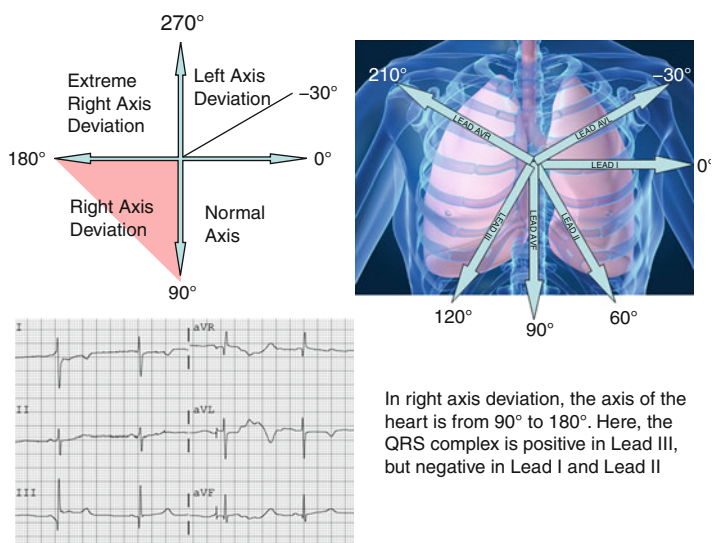 270°
Extreme
Right Axis
Deviation
Left Axis
Deviation
–30°
180°
0°
Right Axis
Deviation
Normal
Axis
90°
210°
–30°
LEAD AVR
LEAD AVL
LEAD I
0°
LEAD III
LEAD AVF
LEAD II
120°
90°
60°
I
aVR
II
aVL
III
aVF
In right axis deviation, the axis of the
heart is from 90° to 180°. Here, the
QRS complex is positive in Lead III,
but negative in Lead I and Lead II